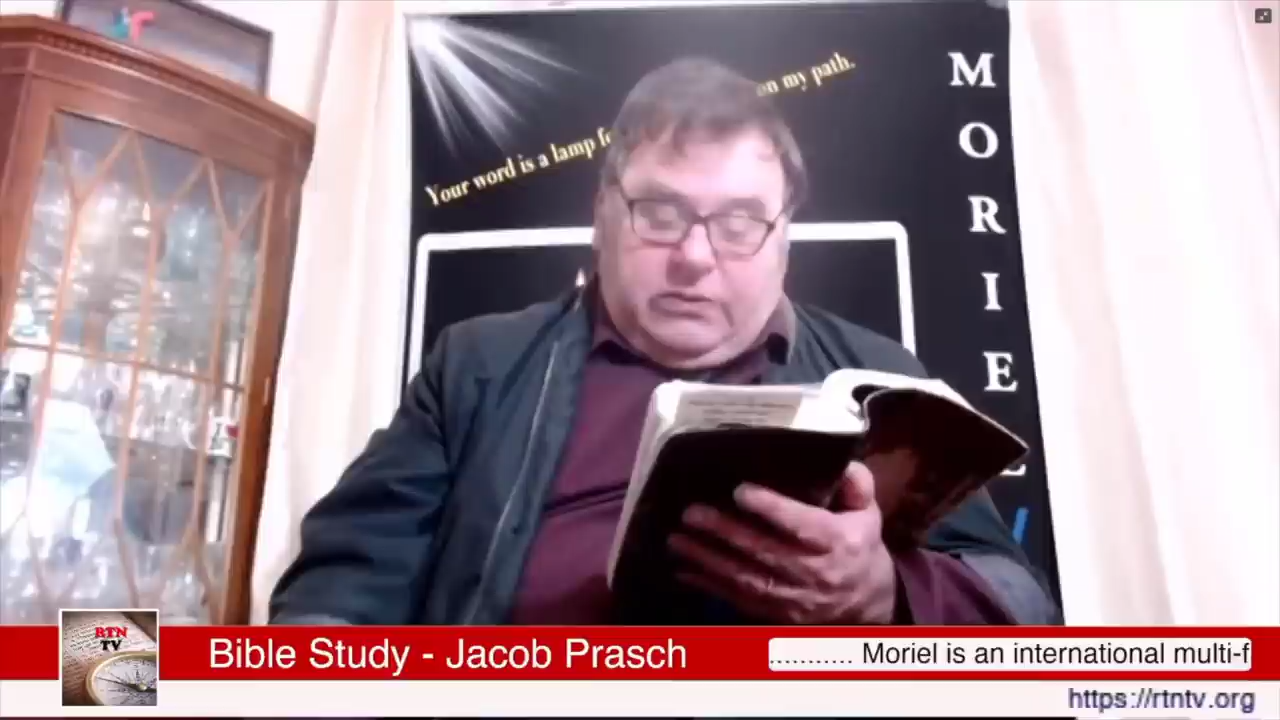 on my path.
Your word is a lamp fo
M
O
R
I
E
RTN
TV
Bible Study - Jacob Prasch
........... Moriel is an international multi-f
https://rtntv.org